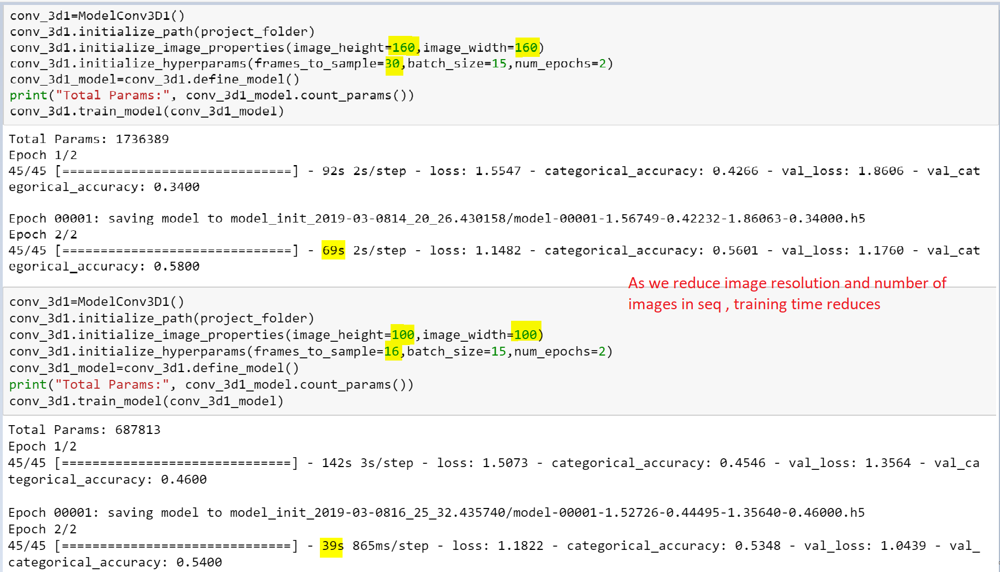 conv_3d1=ModelConv3D1()
conv_3d1.initialize_path(project_folder)
conv_3d1.initialize_image_properties(image_height=160,image_width=160)
conv_3d1.initialize_hyperparams(frames_to_sample=30,batch_size=15,num_epochs=2)
conv_3d1_model=conv_3d1.define_model()
print("Total Params:", conv_3d1_model.count_params())
conv_3d1.train_model(conv_3d1_model)
Total Params: 1736389
Epoch 1/2
45/45 [==============================] - 92s 2s/step - loss: 1.5547 - categorical_accuracy: 0.4266 - val_loss: 1.8606 - val_cat
egorical_accuracy: 0.3400
Epoch 00001: saving model to model_init_2019-03-0814_20_26.430158/model-00001-1.56749-0.42232-1.86063-0.34000.h5
Epoch 2/2
45/45 [==============================] - 69s 2s/step - loss: 1.1482 - categorical_accuracy: 0.5601 - val_loss: 1.1760 - val_cat
egorical_accuracy: 0.5800
As we reduce image resolution and number of
images in seq , training time reduces
conv_3d1=ModelConv3D1()
conv_3d1.initialize_path(project_folder)
conv_3d1.initialize_image_properties(image_height=100,image_width=100)
conv_3d1.initialize_hyperparams(frames_to_sample=16,batch_size=15,num_epochs=2)
conv_3d1_model=conv_3d1.define_model()
print("Total Params:", conv_3d1_model.count_params())
conv_3d1.train_model(conv_3d1_model)
Total Params: 687813
Epoch 1/2
45/45 [==============================] - 142s 3s/step - loss: 1.5073 - categorical_accuracy: 0.4546 - val_loss: 1.3564 - val_ca
tegorical_accuracy: 0.4600
Epoch 00001: saving model to model_init_2019-03-0816_25_32.435740/model-00001-1.52726-0.44495-1.35640-0.46000.h5
Epoch 2/2
45/45 [==============================] - 39s 865ms/step - loss: 1.1822 - categorical_accuracy: 0.5348 - val_loss: 1.0439 - val_
categorical_accuracy: 0.5400